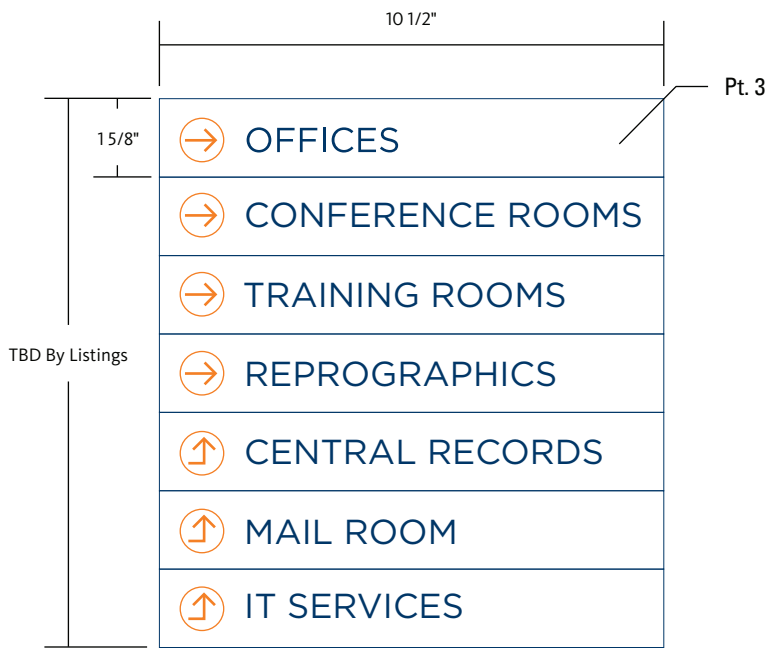 10 1/2"
Pt. 3
1 5/8"
OFFICES
CONFERENCE ROOMS
TRAINING ROOMS
TBD By Listings
REPROGRAPHICS
CENTRAL RECORDS
MAIL ROOM
IT SERVICES